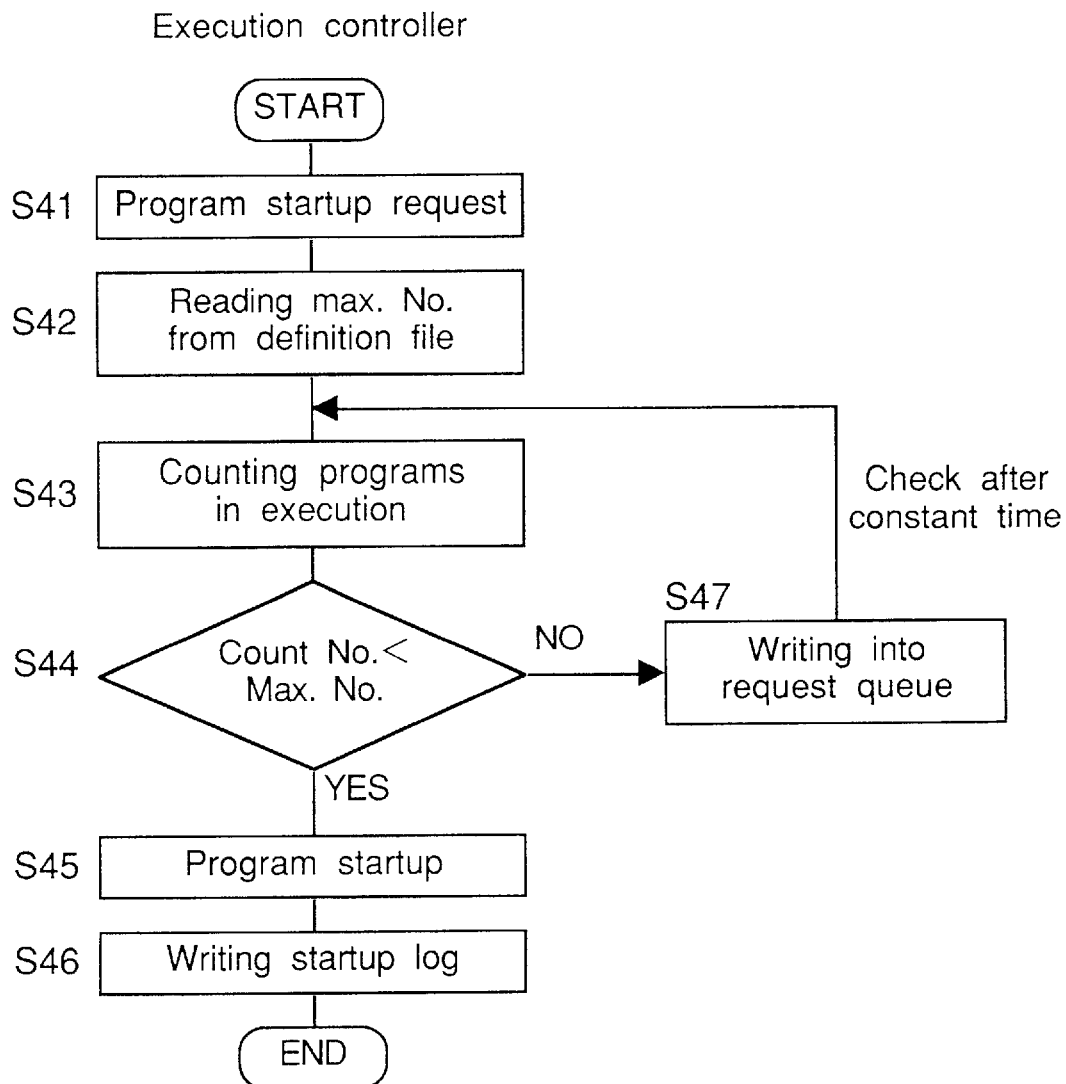 Execution controller
START
S41
Program startup request
S42
Reading max. No.
from definition file
S43
Counting programs
in execution
Check after
constant time
S44
Count No.<
Max. No.
NO
S47
Writing into
request queue
YES
S45
Program startup
S46
Writing startup log
END